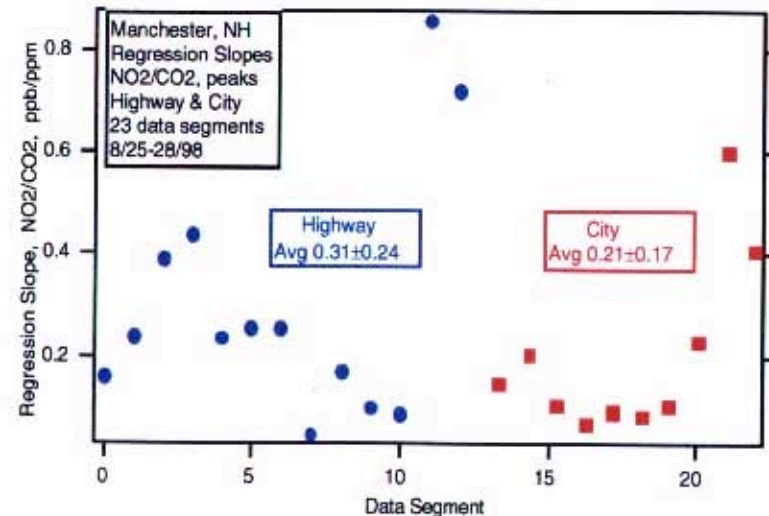 Manchester, NH
Regression Slopes
NO2/CO2, peaks
Highway & City
23 data segments
8/25-28/98
Regression Slope, NO2/CO2, ppb/ppm
0.8
0.6
0.4
0.2
Highway
Avg 0.31±0.24
City
Avg 0.21±0.17
0
5
10
15
20
Data Segment